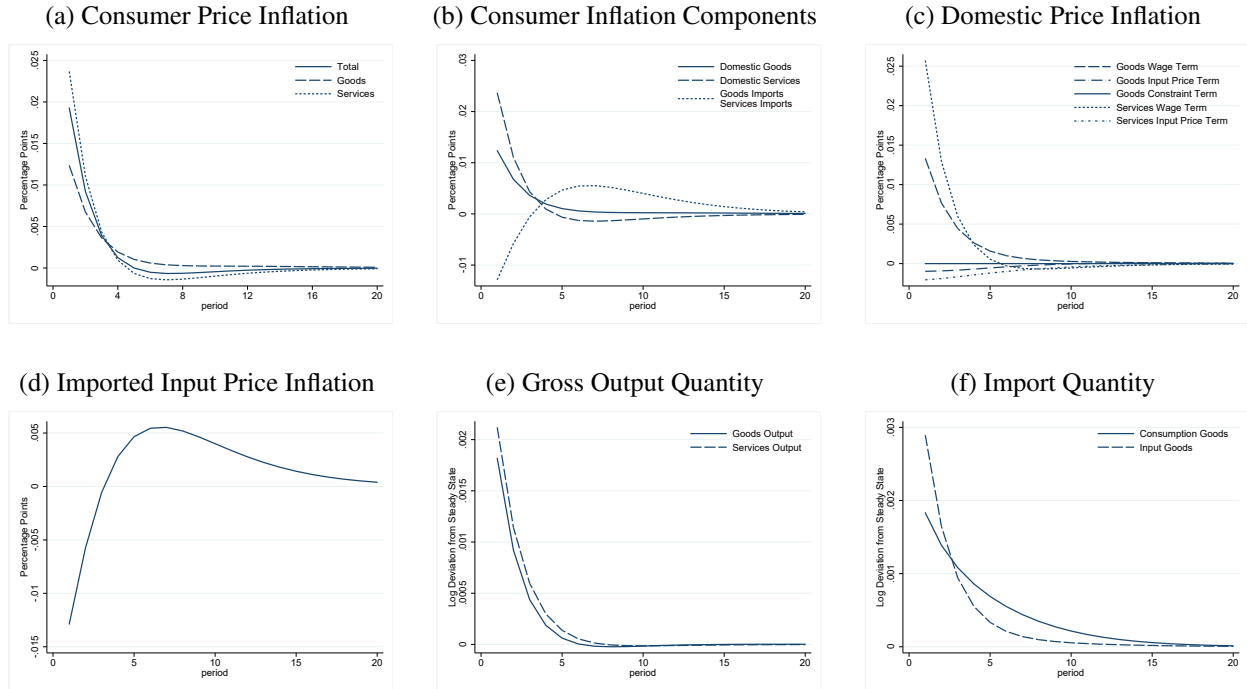 (a) Consumer Price Inflation
(b) Consumer Inflation Components
(c) Domestic Price Inflation
Percentage Points
.025
.02
.015
.01
.005
0
0 4 8 12 16 20
period
Total
Goods
Services
Percentage Points
.03
.02
.01
0
-.01
0 5 10 15 20
period
Domestic Goods
Domestic Services
Goods Imports
Services Imports
Percentage Points
.025
.02
.015
.01
.005
0
0 5 10 15 20
period
Goods Wage Term
Goods Input Price Term
Goods Constraint Term
Services Wage Term
Services Input Price Term
(d) Imported Input Price Inflation
(e) Gross Output Quantity
(f) Import Quantity
Percentage Points
.005
0
-.005
-.01
-.015
0 5 10 15 20
period
Log Deviation from Steady State
.002
.0015
.001
.0005
0
0 5 10 15 20
period
Goods Output
Services Output
Log Deviation from Steady State
.003
.002
.001
0
0 5 10 15 20
period
Consumption Goods
Input Goods